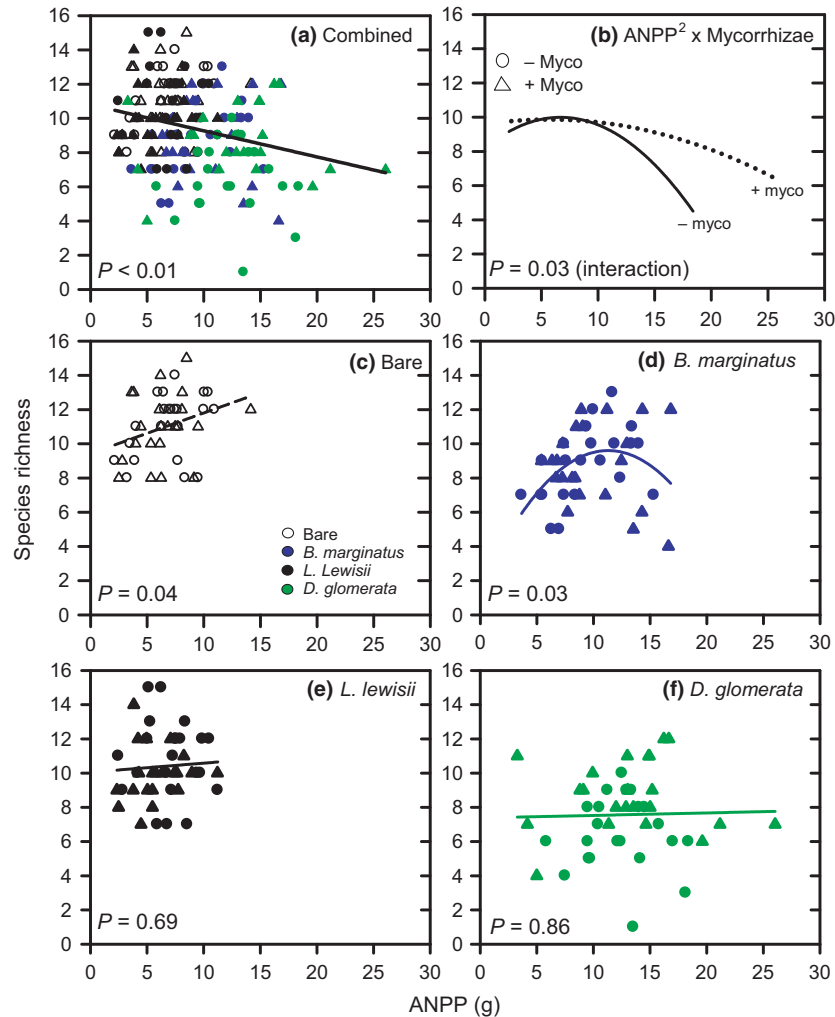 (a) Combined
P < 0.01
16
14
12
10
8
6
4
2
0
0 5 10 15 20 25 30
(b) ANPP² x Mycorrhizae
– Myco
+ Myco
+ myco
– myco
P = 0.03 (interaction)
16
14
12
10
8
6
4
2
0
0 5 10 15 20 25 30
Species richness
(c) Bare
Bare
B. marginatus
L. Lewisii
D. glomerata
P = 0.04
16
14
12
10
8
6
4
2
0
0 5 10 15 20 25 30
(d) B. marginatus
P = 0.03
16
14
12
10
8
6
4
2
0
0 5 10 15 20 25 30
(e) L. lewisii
P = 0.69
16
14
12
10
8
6
4
2
0
0 5 10 15 20 25 30
(f) D. glomerata
P = 0.86
16
14
12
10
8
6
4
2
0
0 5 10 15 20 25 30
ANPP (g)